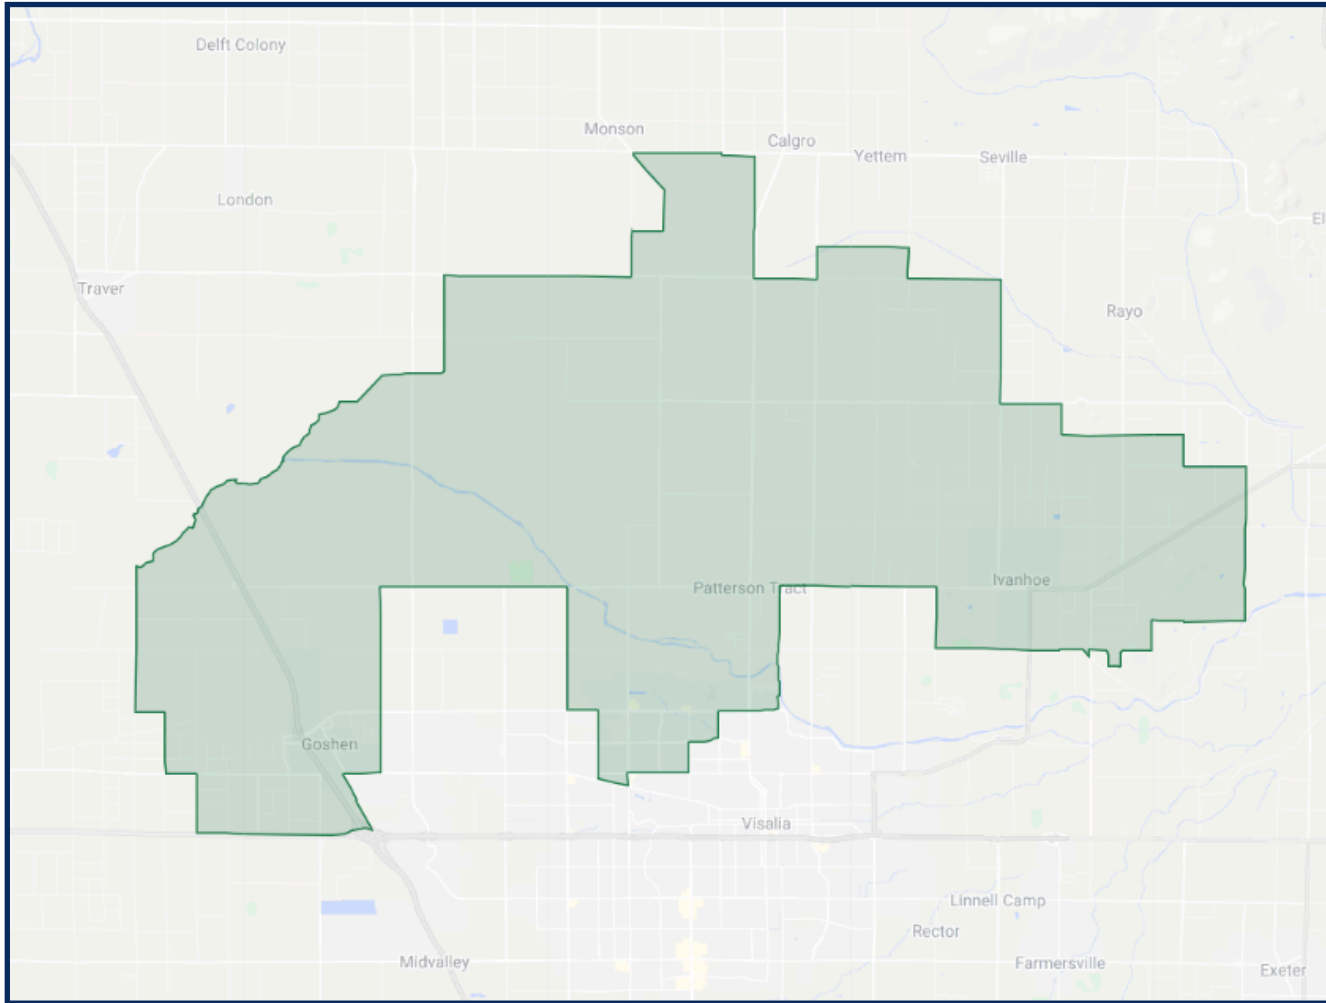 Delft Colony
Monson
Calgro
Yettem
Seville
London
El
Traver
Rayo
Ivanhoe
Patterson Tract
Goshen
Visalia
Linnell Camp
Rector
Midvalley
Farmersville
Exeter